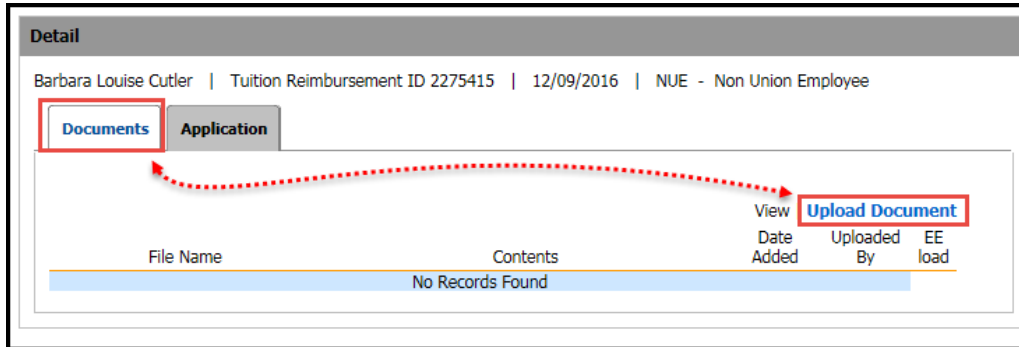 Detail
Barbara Louise Cutler | Tuition Reimbursement ID 2275415 | 12/09/2016 | NUE - Non Union Employee
Documents Application
View Upload Document
File Name Contents Date Added Uploaded By EE load
No Records Found